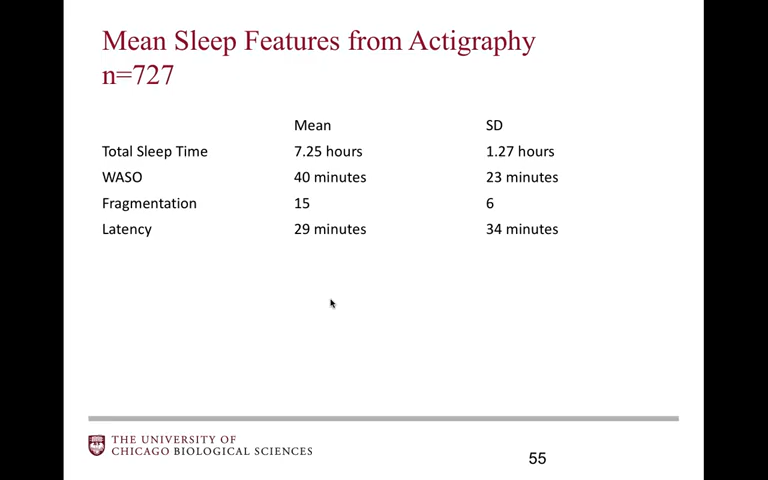 Mean Sleep Features from Actigraphy
n=727
Mean SD
Total Sleep Time 7.25 hours 1.27 hours
WASO 40 minutes 23 minutes
Fragmentation 15 6
Latency 29 minutes 34 minutes
THE UNIVERSITY OF
CHICAGO BIOLOGICAL SCIENCES
55